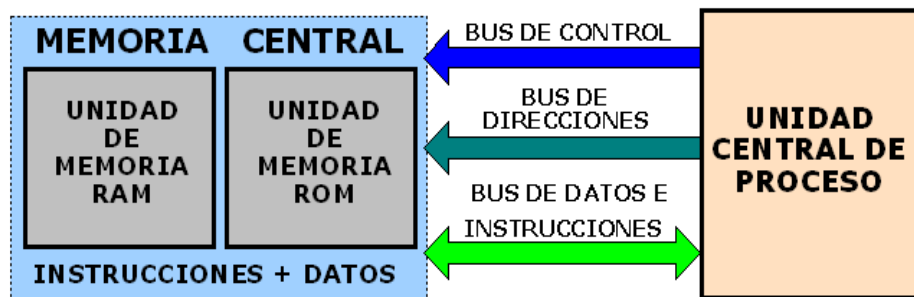 MEMORIA CENTRAL
UNIDAD
DE
MEMORIA
RAM
UNIDAD
DE
MEMORIA
ROM
INSTRUCCIONES + DATOS
BUS DE CONTROL
BUS DE
DIRECCIONES
BUS DE DATOS E
INSTRUCCIONES
UNIDAD
CENTRAL DE
PROCESO